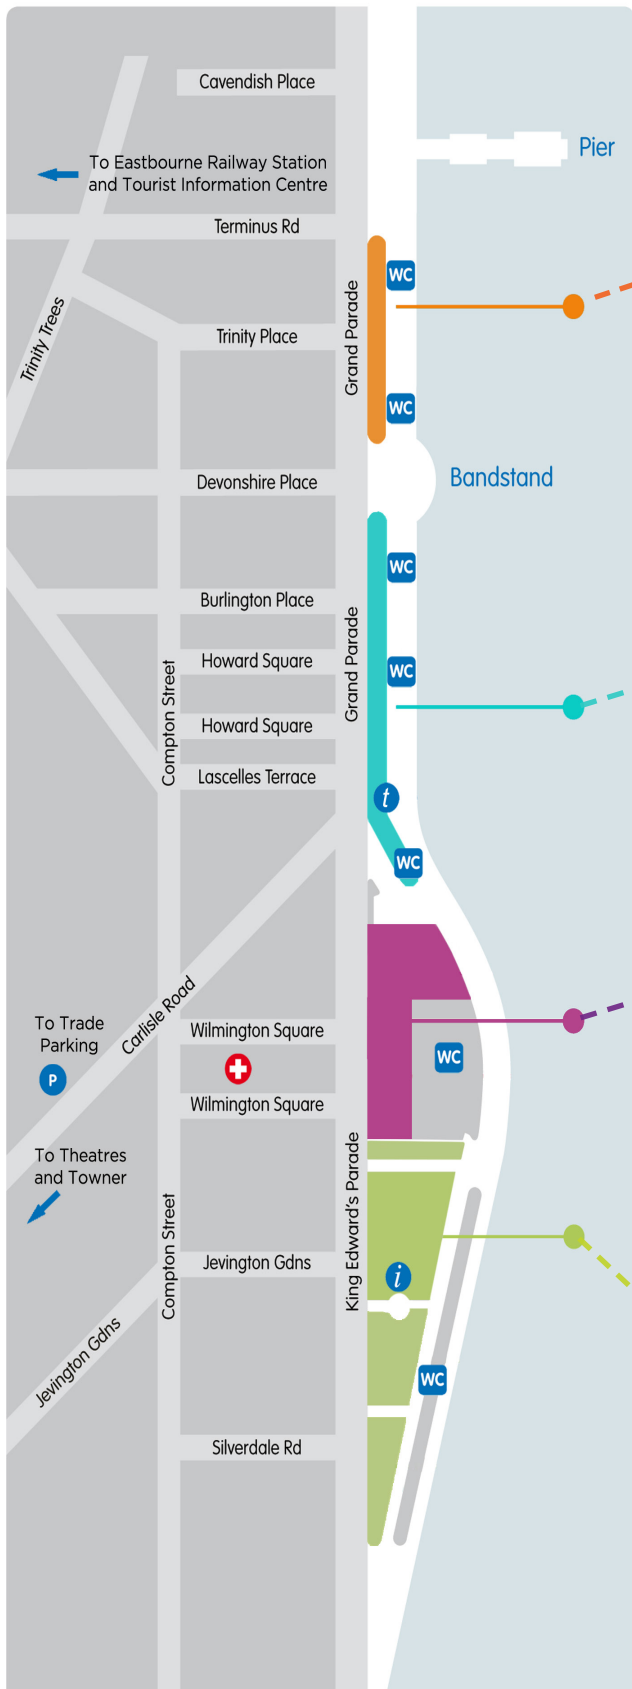 Cavendish Place
Pier
To Eastbourne Railway Station
and Tourist Information Centre
Terminus Rd
WC
Trinity Trees
Trinity Place
Grand Parade
WC
Devonshire Place
Bandstand
WC
Burlington Place
Grand Parade
Howard Square
WC
Compton Street
Howard Square
Lascelles Terrace
t
WC
Carlisle Road
To Trade
Parking
P
Wilmington Square
WC
Wilmington Square
To Theatres
and Towner
Compton Street
King Edward's Parade
Jevington Gdns
i
Jevington Gdns
WC
Silverdale Rd